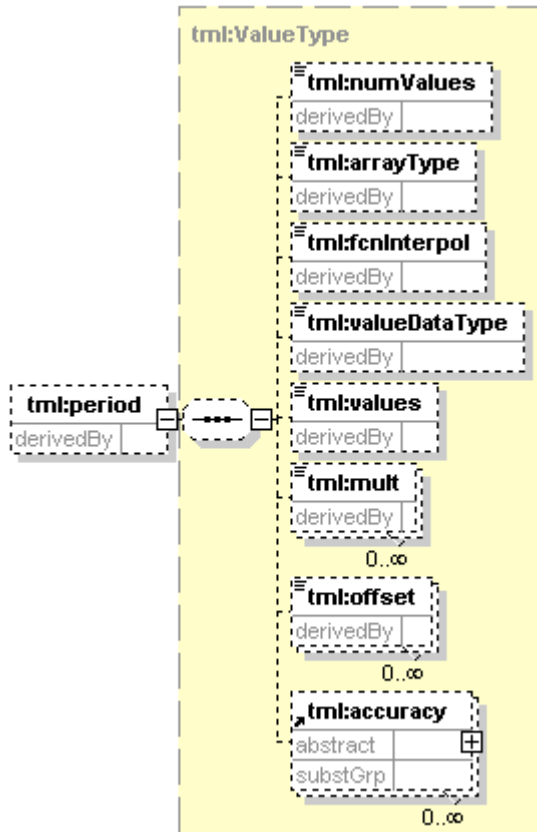 tml:ValueType
tml:numValues
derivedBy
tml:arrayType
derivedBy
tml:fcnInterpol
derivedBy
tml:valueDataType
derivedBy
tml:period
derivedBy
tml:values
derivedBy
tml:mult
derivedBy
0..∞
tml:offset
derivedBy
0..∞
tml:accuracy
abstract
substGrp
0..∞